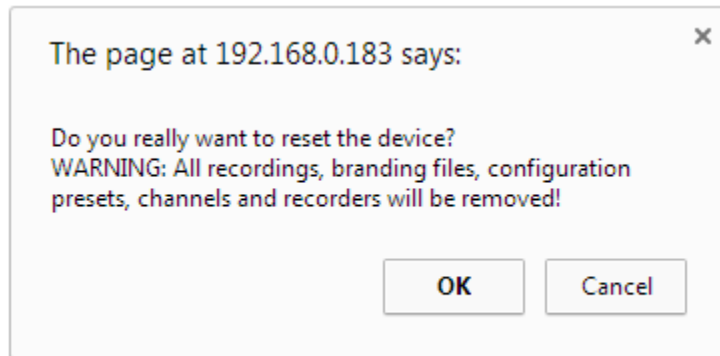 The page at 192.168.0.183 says:
Do you really want to reset the device?
WARNING: All recordings, branding files, configuration
presets, channels and recorders will be removed!
OK Cancel